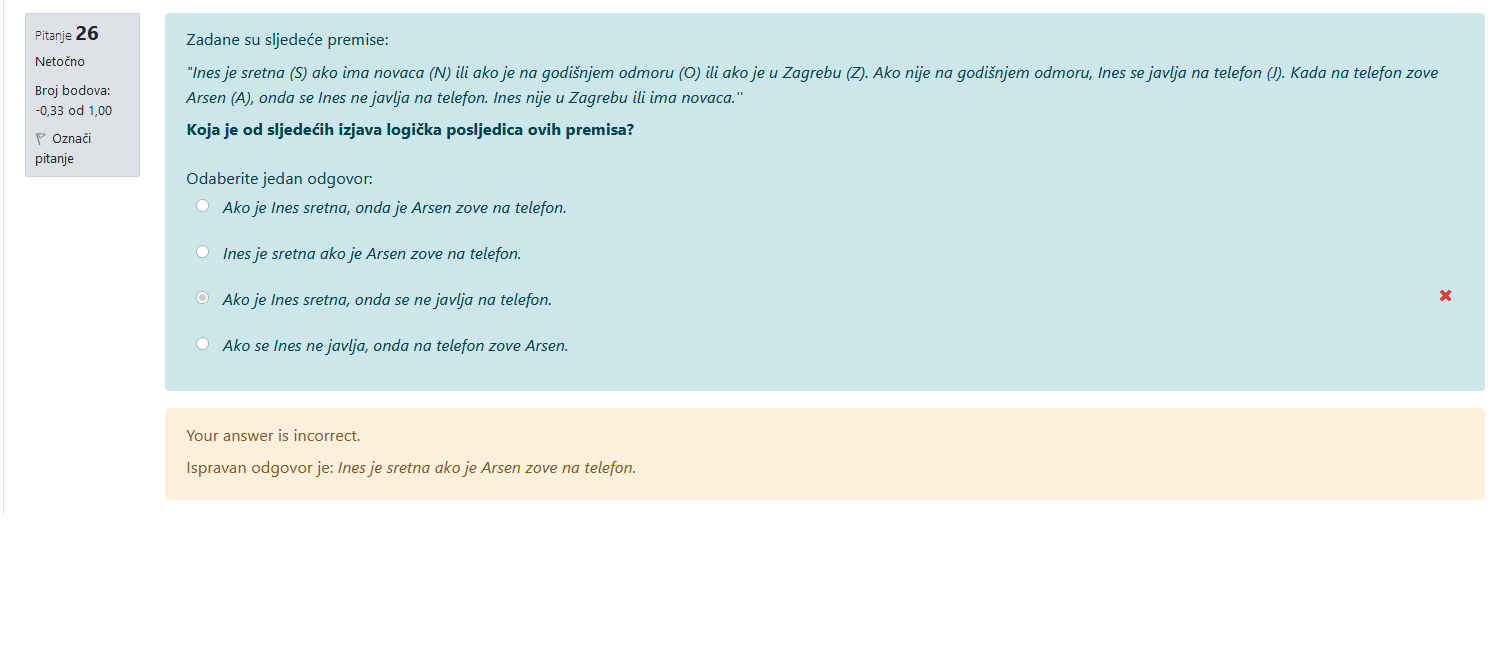 Pitanje 26
Netočno
Broj bodova:
-0,33 od 1,00
Označi
pitanje
Zadane su sljedeće premise:
"Ines je sretna (S) ako ima novaca (N) ili ako je na godišnjem odmoru (O) ili ako je u Zagrebu (Z). Ako nije na godišnjem odmoru, Ines se javlja na telefon (J). Kada na telefon zove
Arsen (A), onda se Ines ne javlja na telefon. Ines nije u Zagrebu ili ima novaca."
Koja je od sljedećih izjava logička posljedica ovih premisa?
Odaberite jedan odgovor:
Ako je Ines sretna, onda je Arsen zove na telefon.
Ines je sretna ako je Arsen zove na telefon.
Ako je Ines sretna, onda se ne javlja na telefon.
Ako se Ines ne javlja, onda na telefon zove Arsen.
Your answer is incorrect.
Ispravan odgovor je: Ines je sretna ako je Arsen zove na telefon.